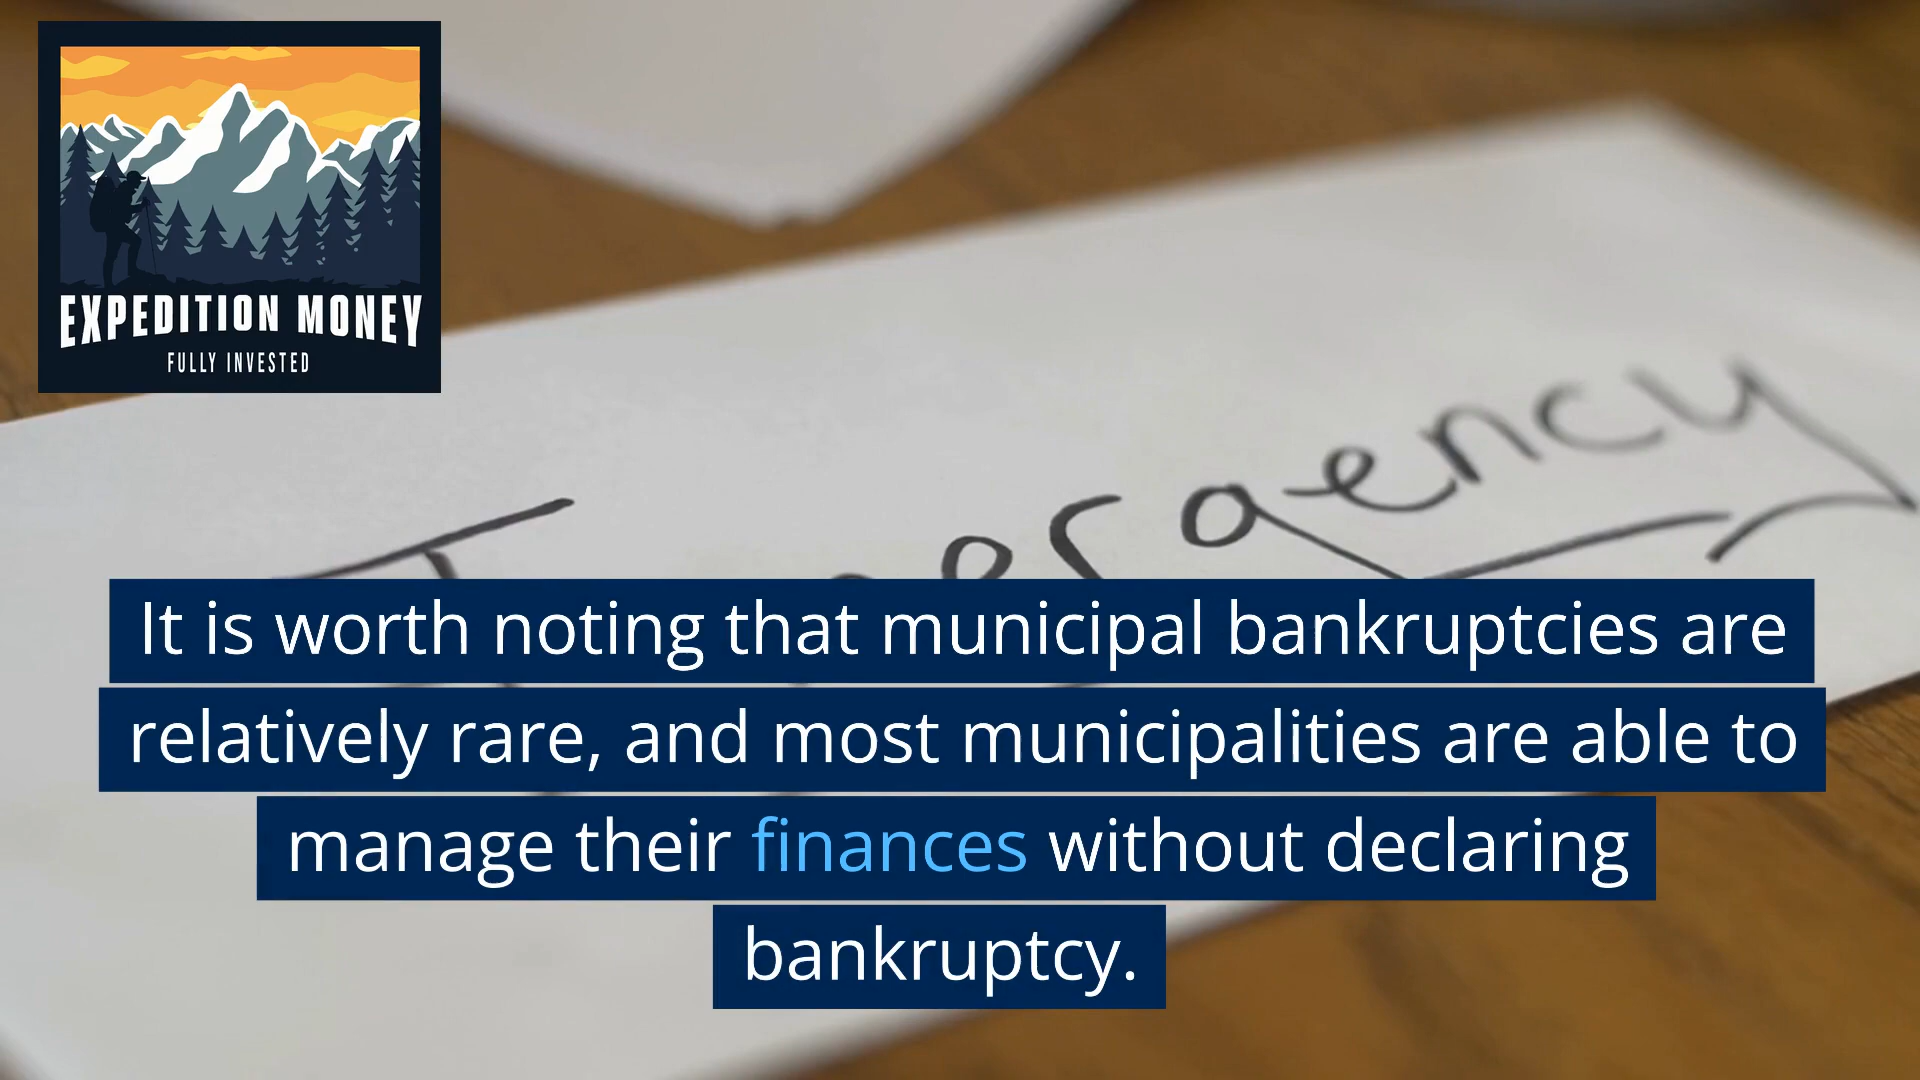 EXPEDITION MONEY
FULLY INVESTED
It is worth noting that municipal bankruptcies are
relatively rare, and most municipalities are able to
manage their finances without declaring
bankruptcy.